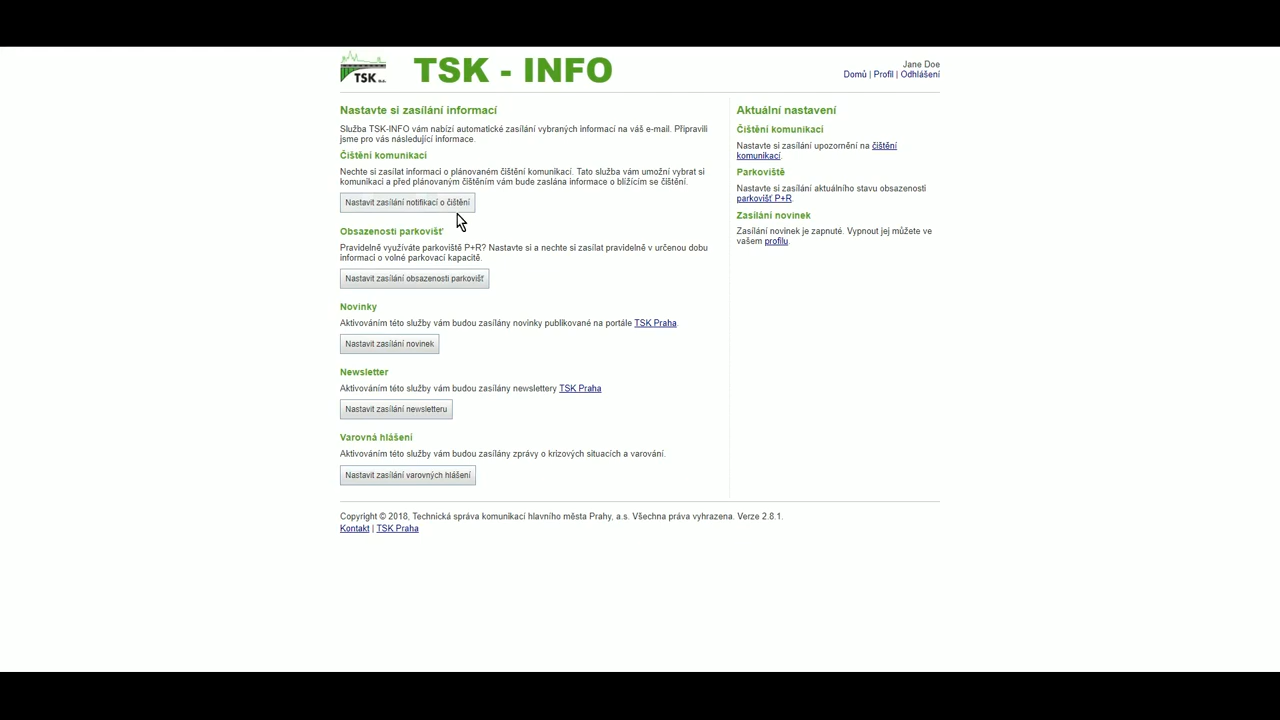 TSK a.s.
TSK - INFO
Jane Doe
Domů | Profil | Odhlášení
Nastavte si zasílání informací
Služba TSK-INFO vám nabízí automatické zasílání vybraných informací na váš e-mail. Připravili
jsme pro vás následující informace.
Čištění komunikací
Nechte si zasílat informaci o plánovaném čištění komunikací. Tato služba vám umožní vybrat si
komunikaci a před plánovaným čištěním vám bude zaslána informace o bližícím se čištění.
Nastavit zasílání notifikací o čištění
Obsazenosti parkovišť
Pravidelně využíváte parkoviště P+R? Nastavte si a nechte si zasílat pravidelně v určenou dobu
informaci o volné parkovací kapacitě.
Nastavit zasílání obsazenosti parkovišť
Novinky
Aktivováním této služby vám budou zasílány novinky publikované na portále TSK Praha.
Nastavit zasílání novinek
Newsletter
Aktivováním této služby vám budou zasílány newslettery TSK Praha
Nastavit zasílání newsletteru
Varovná hlášení
Aktivováním této služby vám budou zasílány zprávy o krizových situacích a varování.
Nastavit zasílání varovných hlášení
Aktuální nastavení
Čištění komunikací
Nastavte si zasílání upozornění na čištění
komunikací.
Parkoviště
Nastavte si zasílání aktuálního stavu obsazenosti
parkovišť P+R.
Zasílání novinek
Zasílání novinek je zapnuté. Vypnout jej můžete ve
vašem profilu.
Copyright © 2018, Technická správa komunikací hlavního města Prahy, a.s. Všechna práva vyhrazena. Verze 2.8.1.
Kontakt | TSK Praha